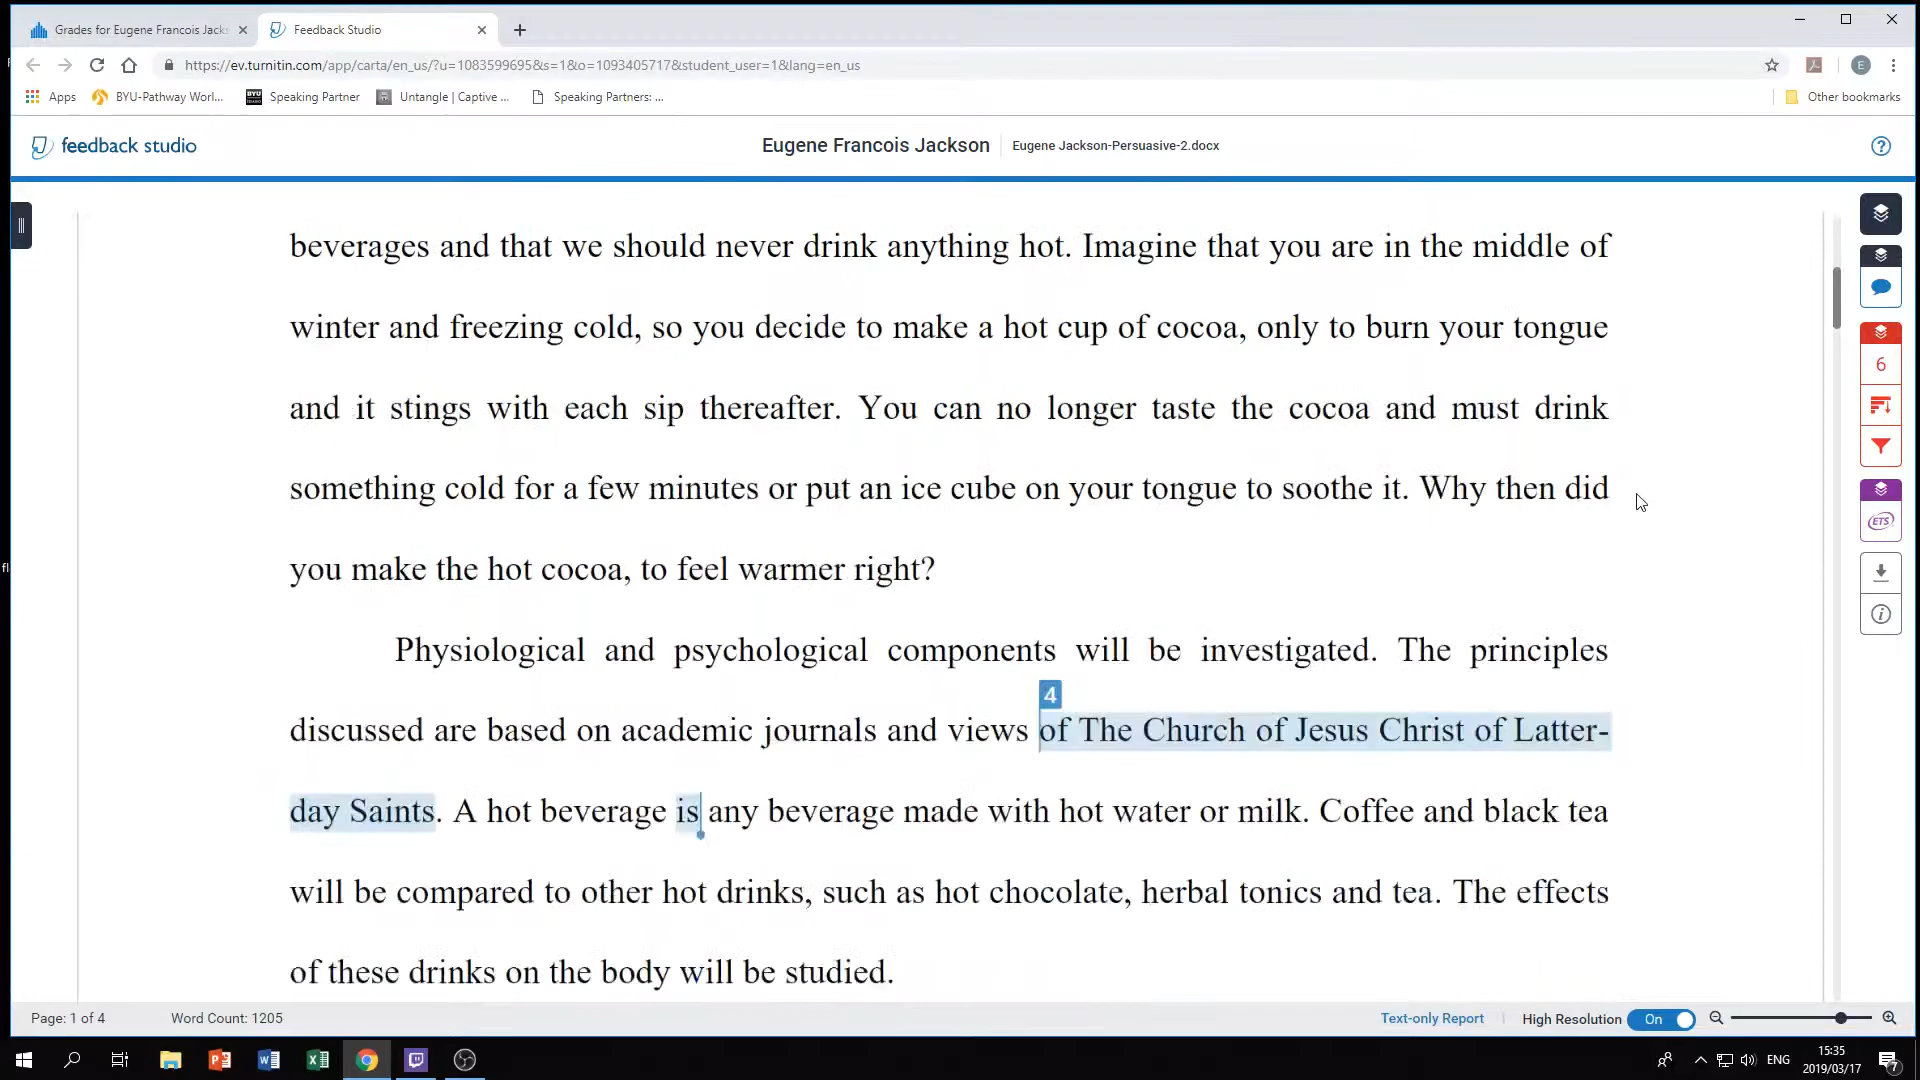 Grades for Eugene Francois Jacks
Feedback Studio
https://ev.turnitin.com/app/carta/en_us/?u=1083599695&s=1&o=1093405717&student_user=1&lang=en_us
Apps
BYU-Pathway Worl...
Speaking Partner
Untangle | Captive ...
Speaking Partners: ...
Other bookmarks
feedback studio
Eugene Francois Jackson
Eugene Jackson-Persuasive-2.docx
beverages and that we should never drink anything hot. Imagine that you are in the middle of
winter and freezing cold, so you decide to make a hot cup of cocoa, only to burn your tongue
and it stings with each sip thereafter. You can no longer taste the cocoa and must drink
something cold for a few minutes or put an ice cube on your tongue to soothe it. Why then did
you make the hot cocoa, to feel warmer right?
Physiological and psychological components will be investigated. The principles
4
discussed are based on academic journals and views of The Church of Jesus Christ of Latter-
day Saints. A hot beverage is any beverage made with hot water or milk. Coffee and black tea
will be compared to other hot drinks, such as hot chocolate, herbal tonics and tea. The effects
of these drinks on the body will be studied.
6
ETS
Page: 1 of 4
Word Count: 1205
Text-only Report
High Resolution
On
ENG
15:35
2019/03/17
7